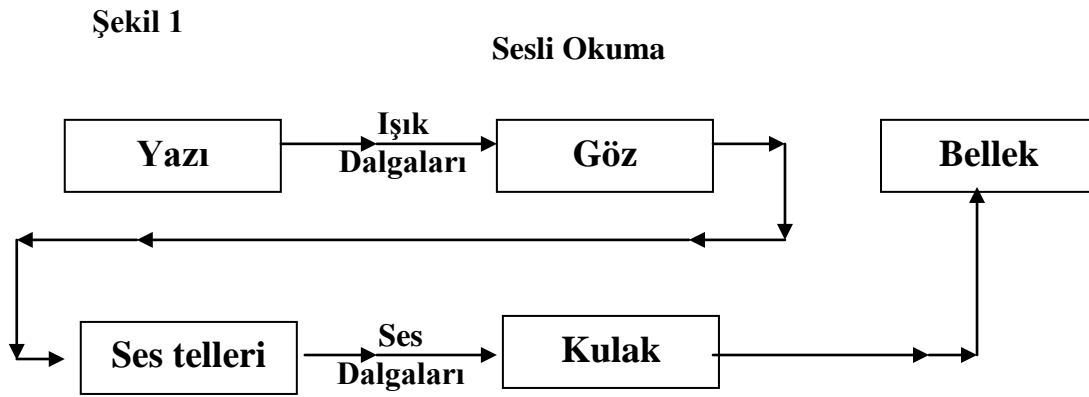 Şekil 1
Sesli Okuma
Yazı
Işık
Dalgaları
Göz
Bellek
Ses telleri
Ses
Dalgaları
Kulak